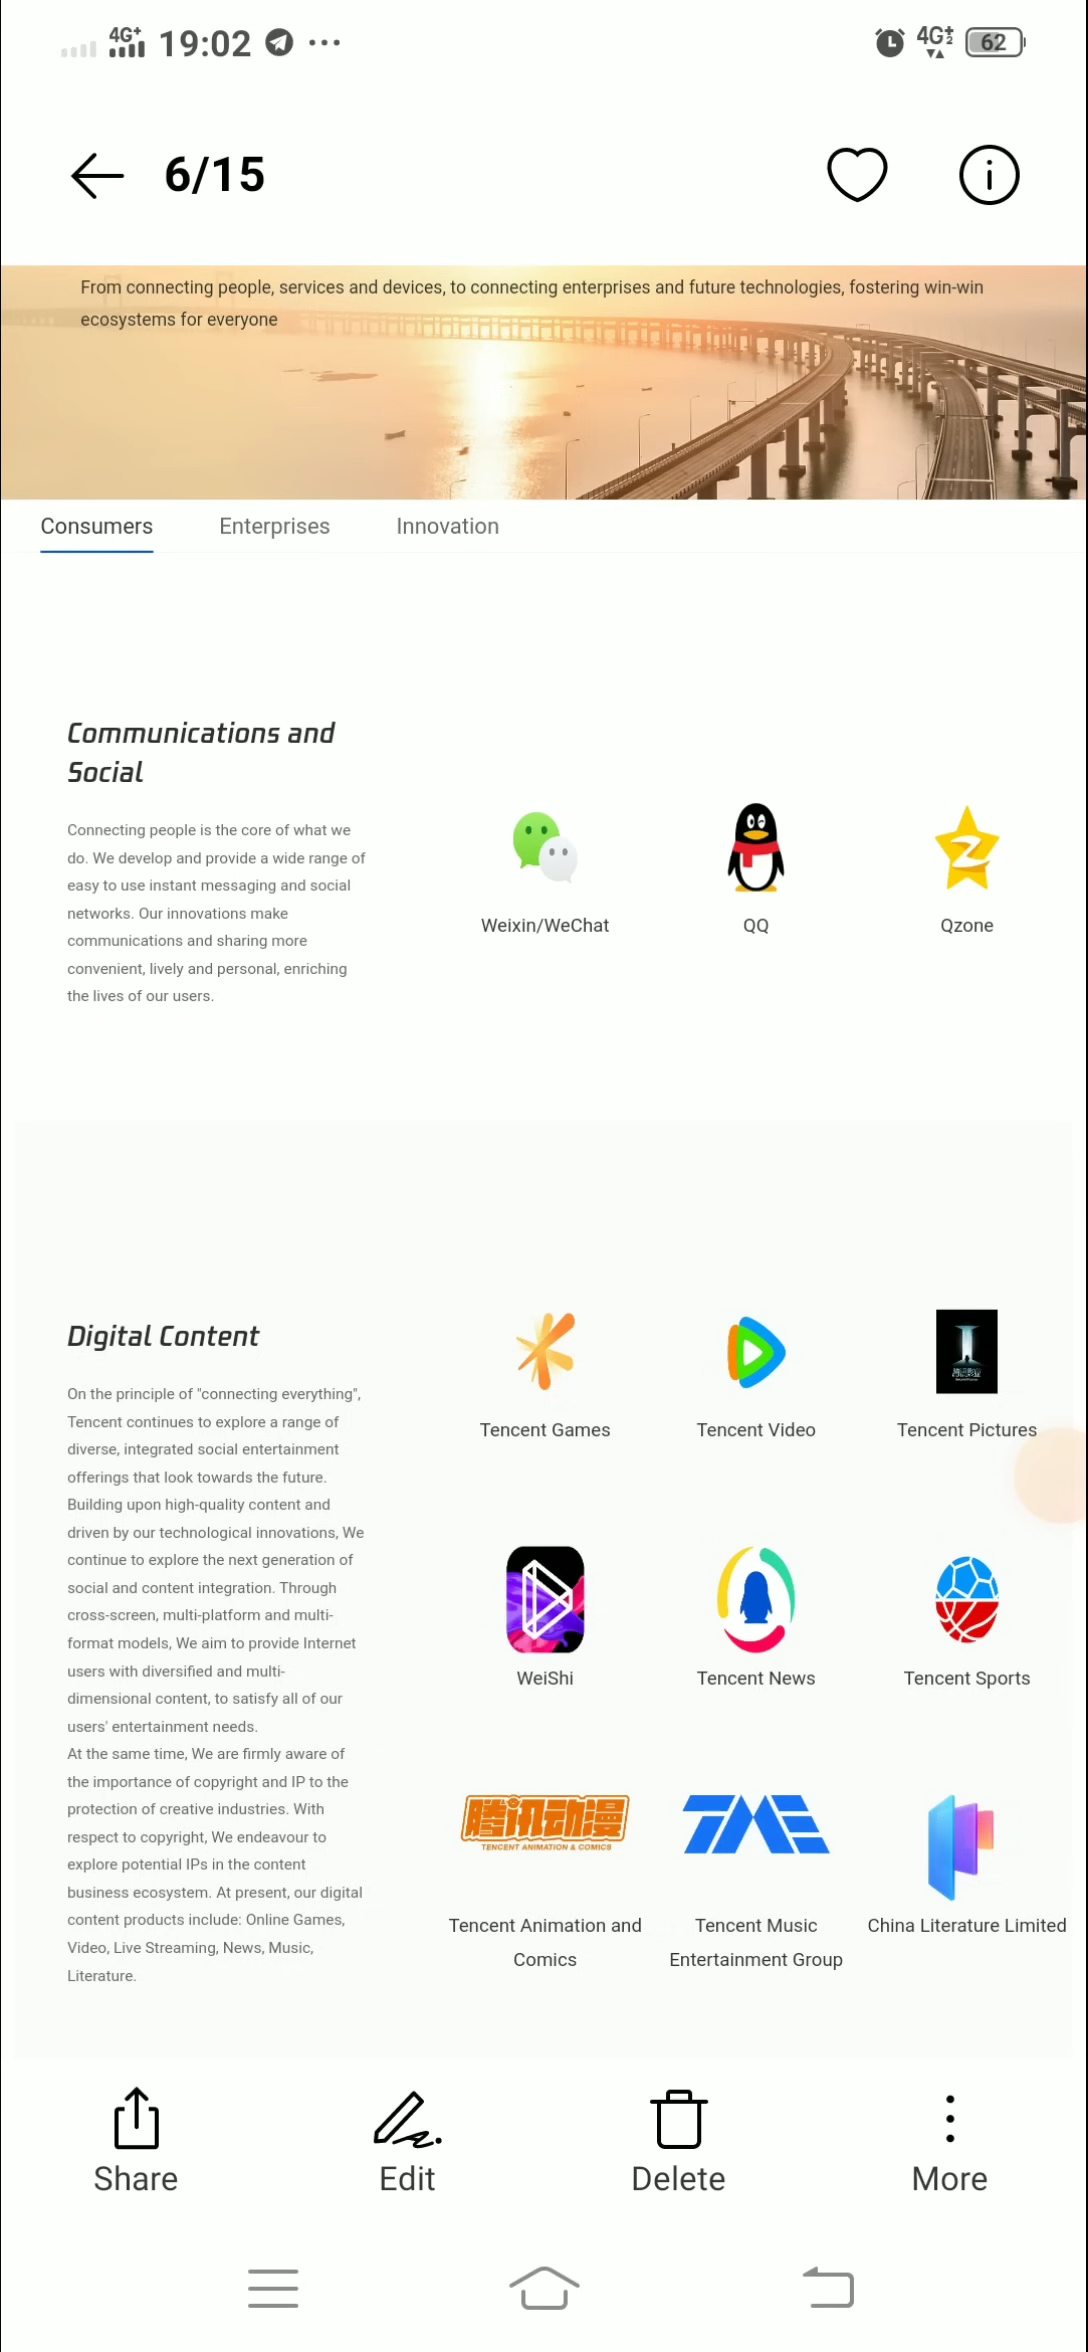 4G+ 19:02 ... 4G+2 62
6/15
From connecting people, services and devices, to connecting enterprises and future technologies, fostering win-win
ecosystems for everyone
Consumers Enterprises Innovation
Communications and
Social
Connecting people is the core of what we
do. We develop and provide a wide range of
easy to use instant messaging and social
networks. Our innovations make
communications and sharing more
convenient, lively and personal, enriching
the lives of our users.
Weixin/WeChat QQ Qzone
Digital Content
On the principle of "connecting everything",
Tencent continues to explore a range of
diverse, integrated social entertainment
offerings that look towards the future.
Building upon high-quality content and
driven by our technological innovations, We
continue to explore the next generation of
social and content integration. Through
cross-screen, multi-platform and multi-
format models, We aim to provide Internet
users with diversified and multi-
dimensional content, to satisfy all of our
users' entertainment needs.
At the same time, We are firmly aware of
the importance of copyright and IP to the
protection of creative industries. With
respect to copyright, We endeavour to
explore potential IPs in the content
business ecosystem. At present, our digital
content products include: Online Games,
Video, Live Streaming, News, Music,
Literature.
Tencent Games Tencent Video Tencent Pictures
WeiShi Tencent News Tencent Sports
腾讯动漫
TENCENT ANIMATION & COMICS
TME
Tencent Animation and
Comics
Tencent Music
Entertainment Group
China Literature Limited
Share Edit Delete More